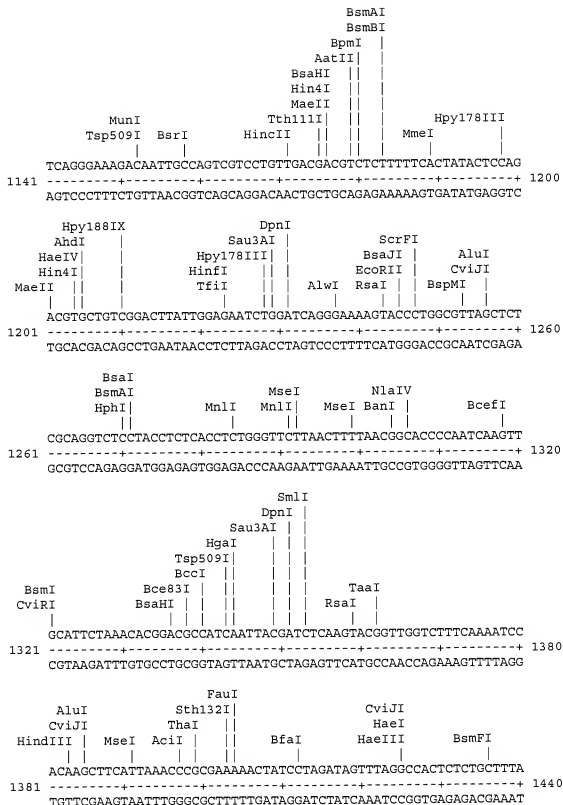 BsmAI
BsmBI
BpmI
AatII
BsaHI
Hin4I
MaeII
MunI Tth111I Hpy178III
Tsp509I BsrI HincII MmeI
TCAGGGAAAGACAATTGCCAGTCGTCCTGTTGACGACGTCTCTTTTTCACTATACTCCAG
1141 ---------+---------+---------+---------+---------+---------+ 1200
AGTCCCTTTCTGTTAACGGTCAGCAGGACAACTGCTGCAGAGAAAAAGTGATATGAGGTC
Hpy188IX DpnI
AhdI Sau3AI ScrFI
HaeIV Hpy178III BsaJI AluI
Hin4I HinfI EcoRII CviJI
MaeII TfiI AlwI RsaI BspMI
ACGTGCTGTCGGACTTATTGGAGAATCTGGATCAGGGAAAAGTACCCTGGCGTTAGCTCT
1201 ---------+---------+---------+---------+---------+---------+ 1260
TGCACGACAGCCTGAATAACCTCTTAGACCTAGTCCCTTTTCATGGGACCGCAATCGAGA
BsaI
BsmAI MseI NlaIV
HphI MnlI MnlI MseI BanI BcefI
CGCAGGTCTCCTACCTCTCACCTCTGGGTTCTTAACTTTTAACGGCACCCCAATCAAGTT
1261 ---------+---------+---------+---------+---------+---------+ 1320
GCGTCCAGAGGATGGAGAGTGGAGACCCAAGAATTGAAAATTGCCGTGGGGTTAGTTCAA
SmlI
DpnI
Sau3AI
HgaI
Tsp509I
BccI
BsmI Bce83I TaaI
CviRI BsaHI RsaI
GCATTCTAAACACGGACGCCATCAATTACGATCTCAAGTACGGTTGGTCTTTCAAAATCC
1321 ---------+---------+---------+---------+---------+---------+ 1380
CGTAAGATTTGTGCCTGCGGTAGTTAATGCTAGAGTTCATGCCAACCAGAAAGTTTTAGG
FauI
AluI Sth132I CviJI
CviJI ThaI HaeI
HindIII MseI AciI BfaI HaeIII BsmFI
ACAAGCTTCATTAAACCCGCGAAAAACTATCCTAGATAGTTTAGGCCACTCTCTGCTTTA
1381 ---------+---------+---------+---------+---------+---------+ 1440
TGTTCGAAGTAATTTGGGCGCTTTTTGATAGGATCTATCAAATCCGGTGAGAGACGAAAT